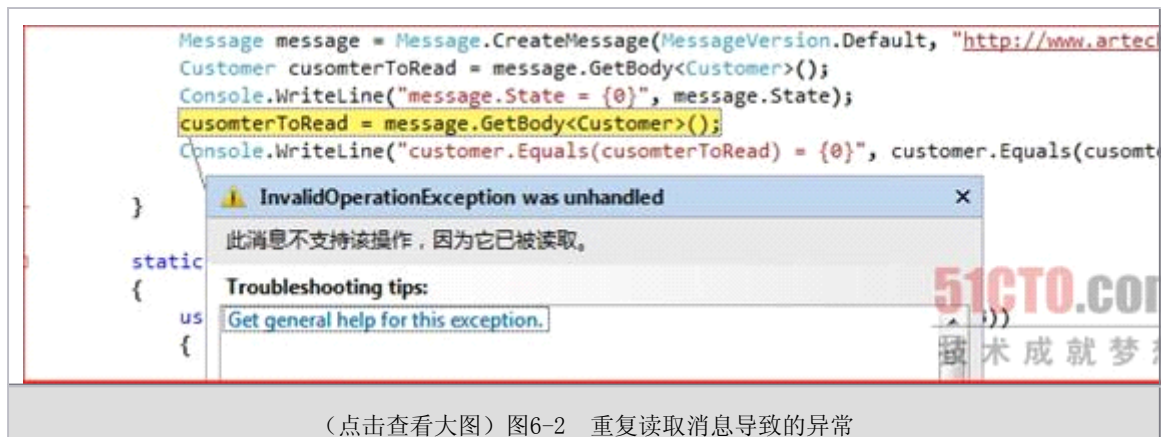 Message message = Message.CreateMessage(MessageVersion.Default, "http://www.artecl
Customer cusomterToRead = message.GetBody<Customer>();
Console.WriteLine("message.State = {0}", message.State);
cusomterToRead = message.GetBody<Customer>();
Console.WriteLine("customer.Equals(cusomterToRead) = {0}", customer.Equals(cusomt
}
InvalidOperationException was unhandled
此消息不支持该操作，因为它已被读取。
static
{
Troubleshooting tips:
us
Get general help for this exception.
))
{
51CTO.com
技术成就梦想
（点击查看大图）图6-2 重复读取消息导致的异常